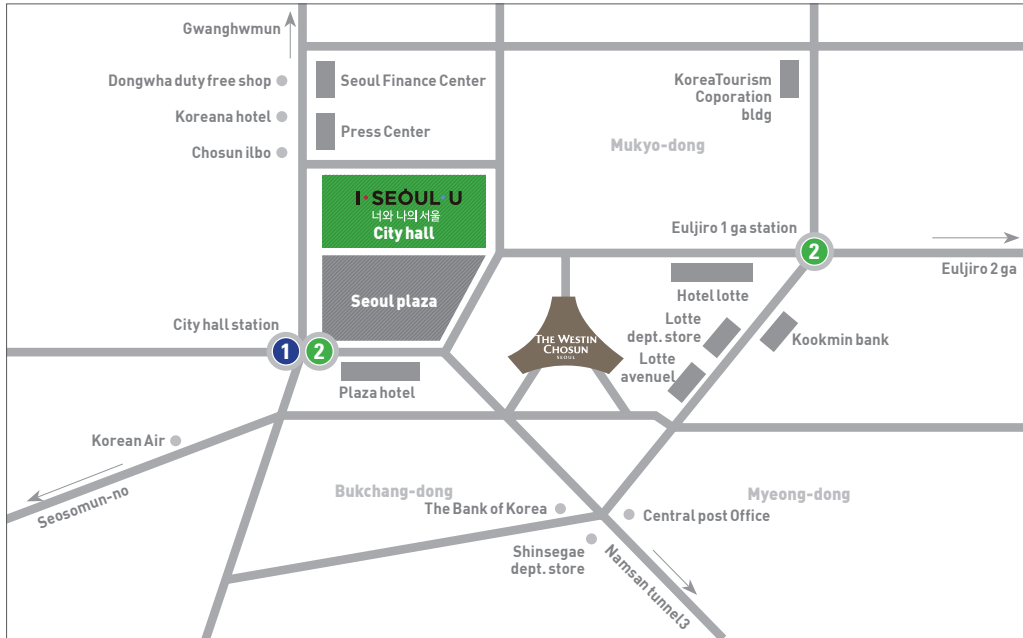 Gwanghwmun
Dongwha duty free shop
Seoul Finance Center
Koreana hotel
Press Center
Chosun ilbo
KoreaTourism
Coporation
bldg
Mukyo-dong
I·SEOUL·U
너와 나의 서울
City hall
Euljiro 1 ga station
2
Euljiro 2 ga
Seoul plaza
Hotel lotte
City hall station
1
2
THE WESTIN
CHOSUN
SEOUL
Lotte
dept. store
Kookmin bank
Lotte
avenuel
Plaza hotel
Korean Air
Seosomun-no
Bukchang-dong
Myeong-dong
The Bank of Korea
Central post Office
Shinsegae
dept. store
Namsan tunnel3